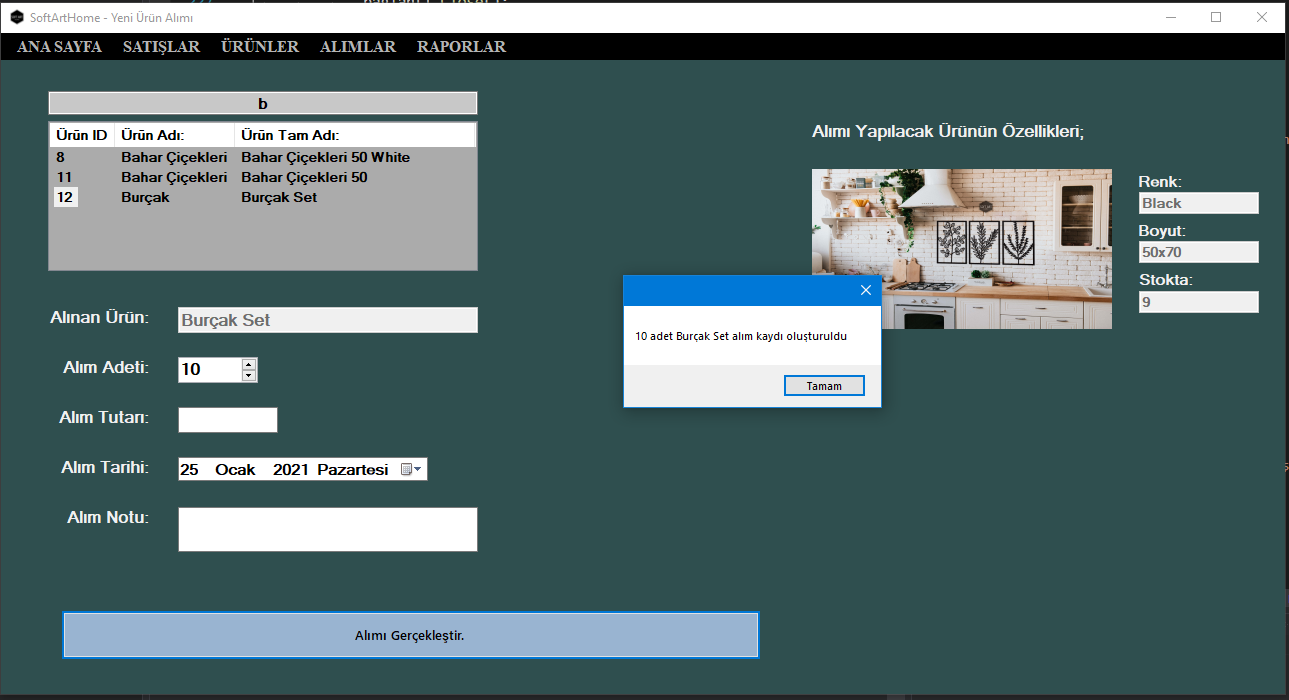 SoftArtHome - Yeni Ürün Alımı
ANA SAYFA SATIŞLAR ÜRÜNLER ALIMLAR RAPORLAR
b
Ürün ID Ürün Adı: Ürün Tam Adı:
8 Bahar Çiçekleri Bahar Çiçekleri 50 White
11 Bahar Çiçekleri Bahar Çiçekleri 50
12 Burçak Burçak Set
Alımı Yapılacak Ürünün Özellikleri;
Renk:
Black
Boyut:
50x70
Stokta:
9
Alınan Ürün: Burçak Set
Alım Adeti: 10
Alım Tutarı:
Alım Tarihi: 25 Ocak 2021 Pazartesi
Alım Notu:
10 adet Burçak Set alım kaydı oluşturuldu
Tamam
Alımı Gerçekleştir.